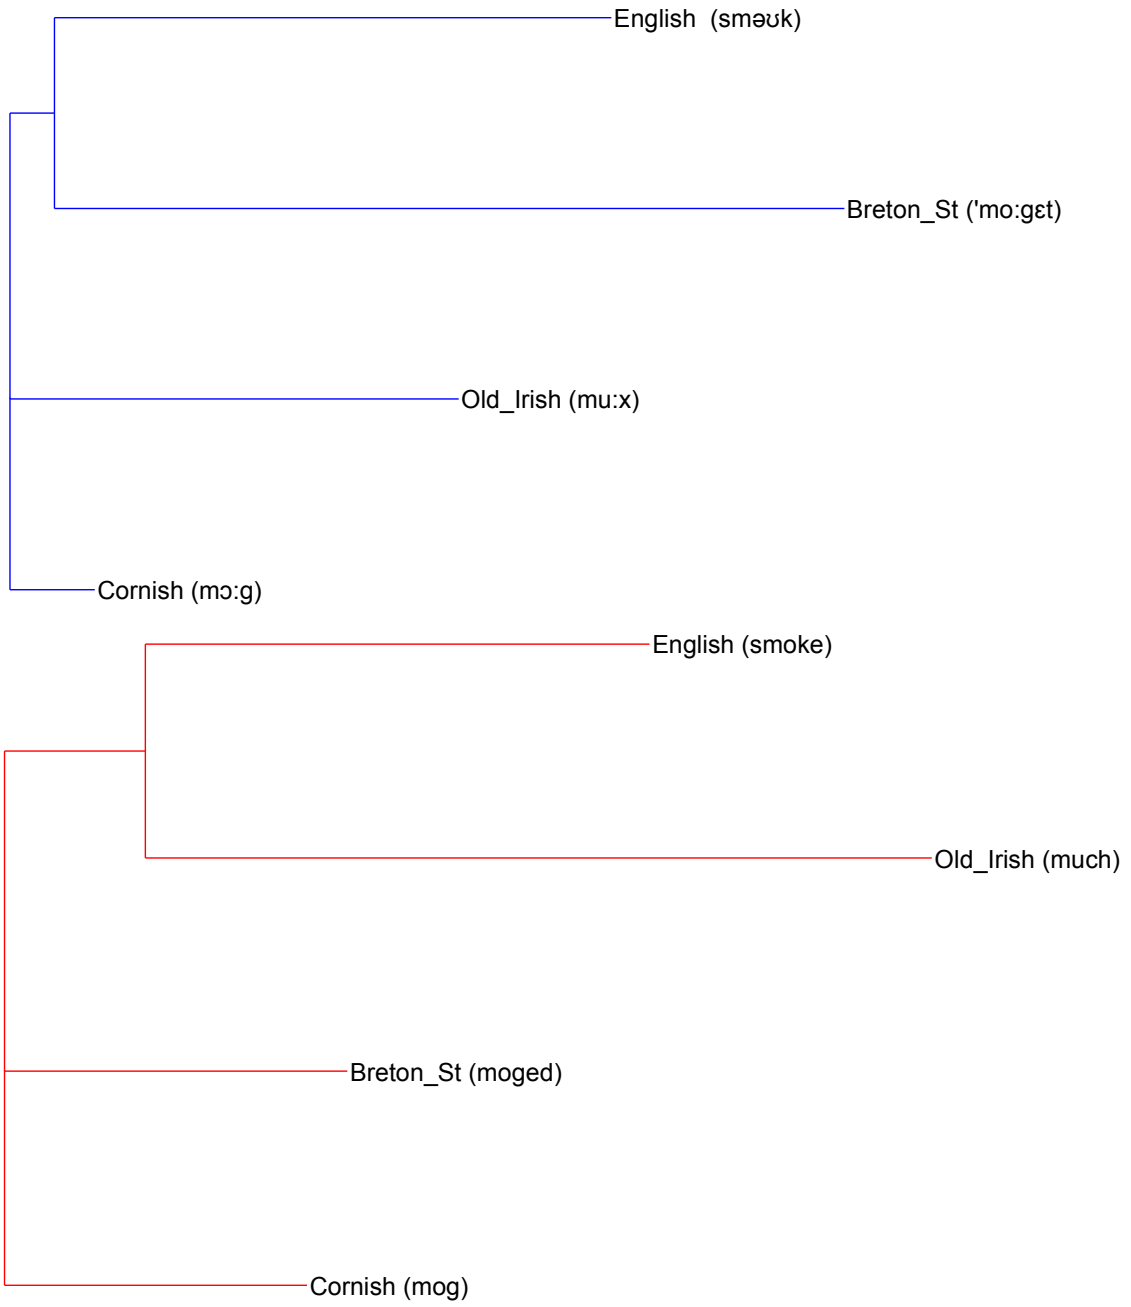 English  (sməʊk)
Breton_St ('mo:gɛt)
Old_Irish (mu:x)
Cornish (mɔ:g)
English (smoke)
Old_Irish (much)
Breton_St (moged)
Cornish (mog)